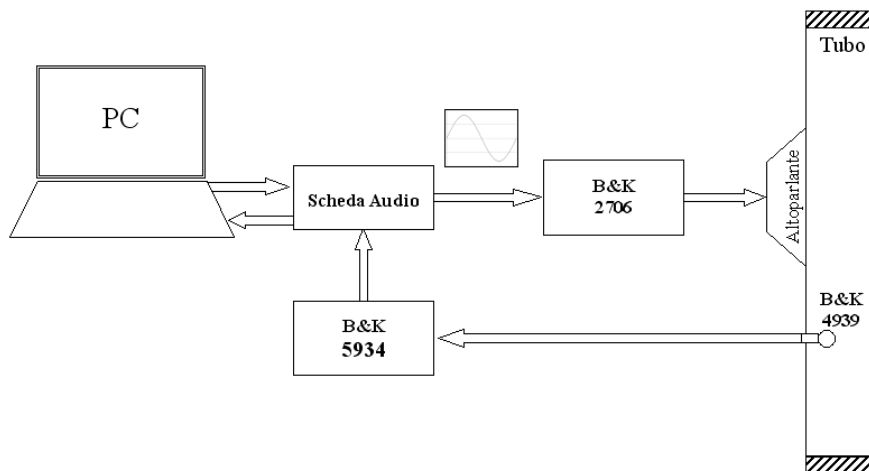 Tubo
PC
Scheda Audio
B&K
2706
Altoparlante
B&K
4939
B&K
5934